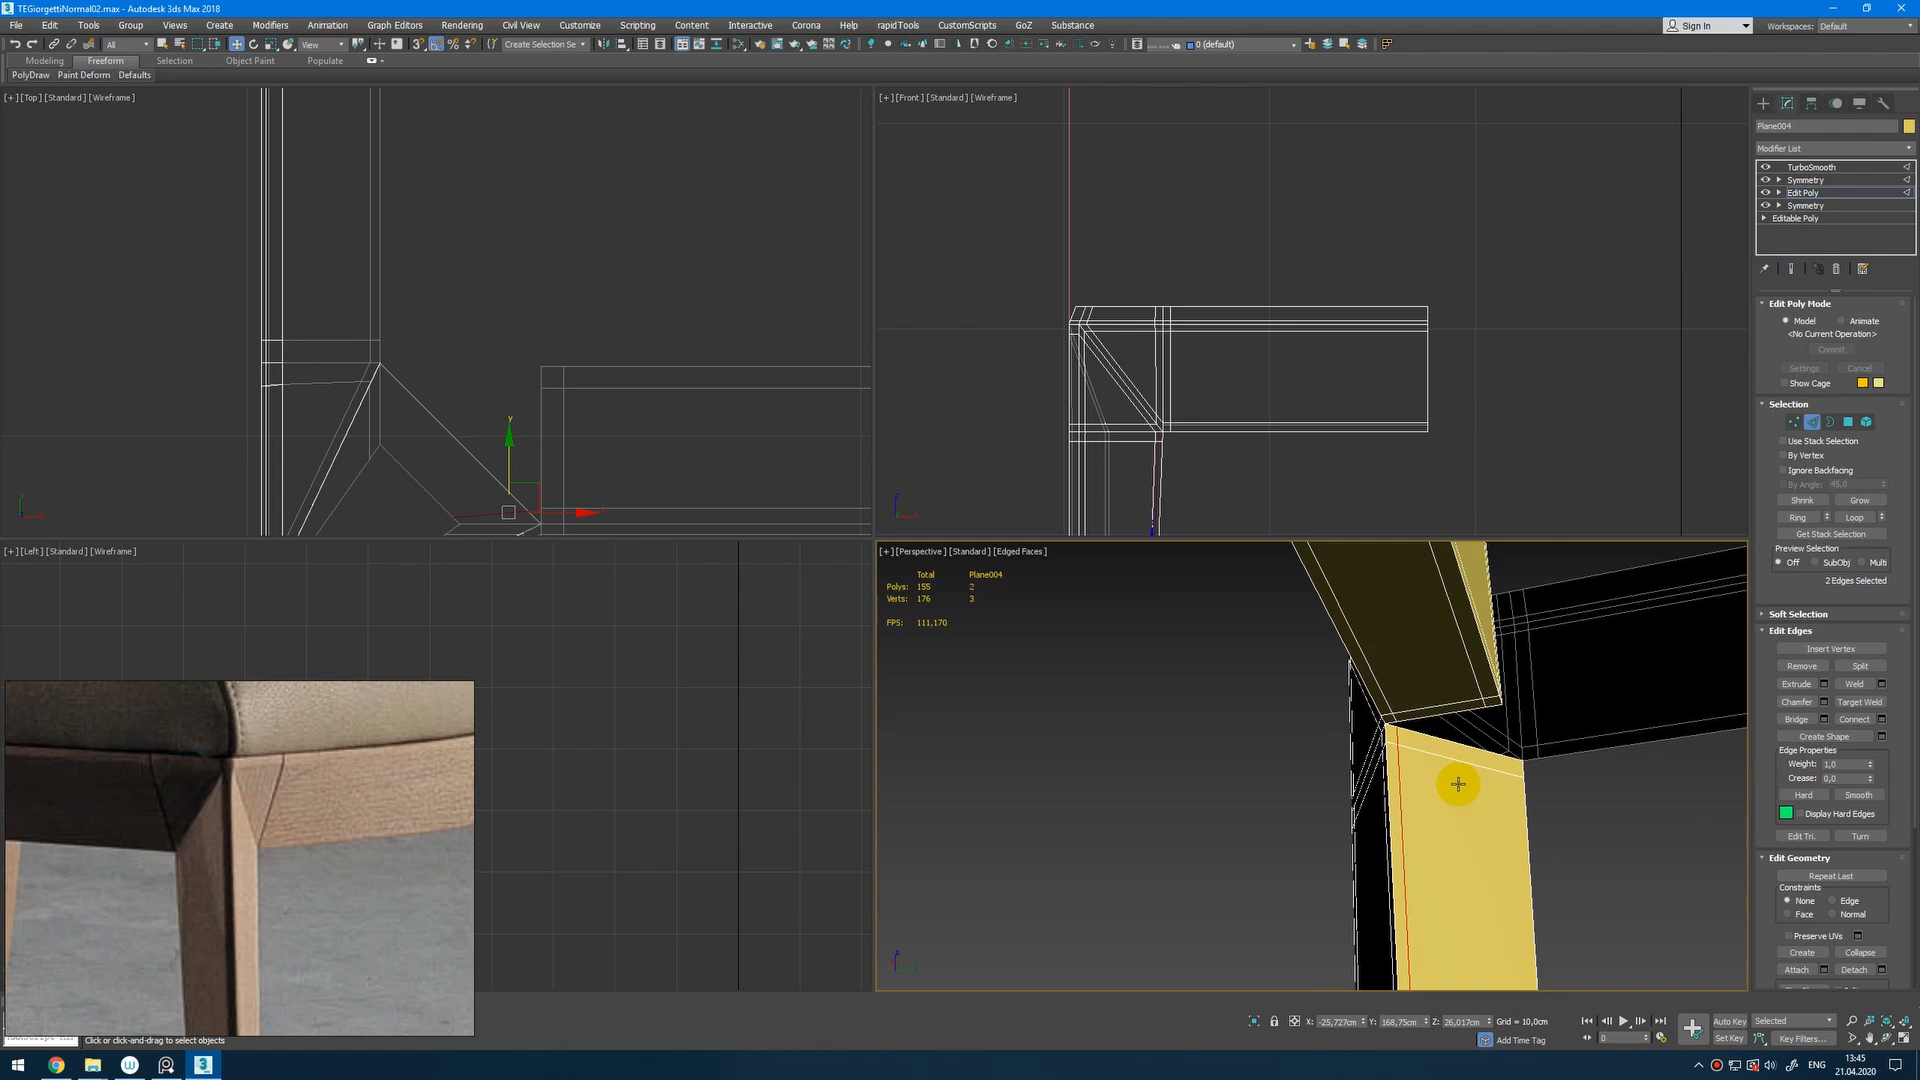 TEGiorgettiNormal02.max - Autodesk 3ds Max 2018
File Edit Tools Group Views Create Modifiers Animation Graph Editors Rendering Civil View Customize Scripting Content Interactive Corona Help rapidTools CustomScripts GoZ Substance
Sign In Workspaces: Default
All View Create Selection Se 0 (default)
Modeling Freeform Selection Object Paint Populate
PolyDraw Paint Deform Defaults
[+] [Top] [Standard] [Wireframe]
[+] [Front] [Standard] [Wireframe]
y
[+] [Left] [Standard] [Wireframe]
[+] [Perspective] [Standard] [Edged Faces]
Total Plane004
Polys: 155 2
Verts: 176 3
FPS: 111,170
Plane004
Modifier List
TurboSmooth
Symmetry
Edit Poly
Symmetry
Editable Poly
Edit Poly Mode
Model Animate
<No Current Operation>
Commit
Settings Cancel
Show Cage
Selection
Use Stack Selection
By Vertex
Ignore Backfacing
By Angle: 45,0
Shrink Grow
Ring Loop
Get Stack Selection
Preview Selection
Off SubObj Multi
2 Edges Selected
Soft Selection
Edit Edges
Insert Vertex
Remove Split
Extrude Weld
Chamfer Target Weld
Bridge Connect
Create Shape
Edge Properties
Weight: 1,0
Crease: 0,0
Hard Smooth
Display Hard Edges
Edit Tri. Turn
Edit Geometry
Repeat Last
Constraints
None Edge
Face Normal
Preserve UVs
Create Collapse
Attach Detach
X: -25,727cm Y: 168,75cm Z: 26,017cm Grid = 10,0cm
Auto Key Selected
Click or click-and-drag to select objects
Add Time Tag
0
Set Key Key Filters...
ENG
13:45
21.04.2020